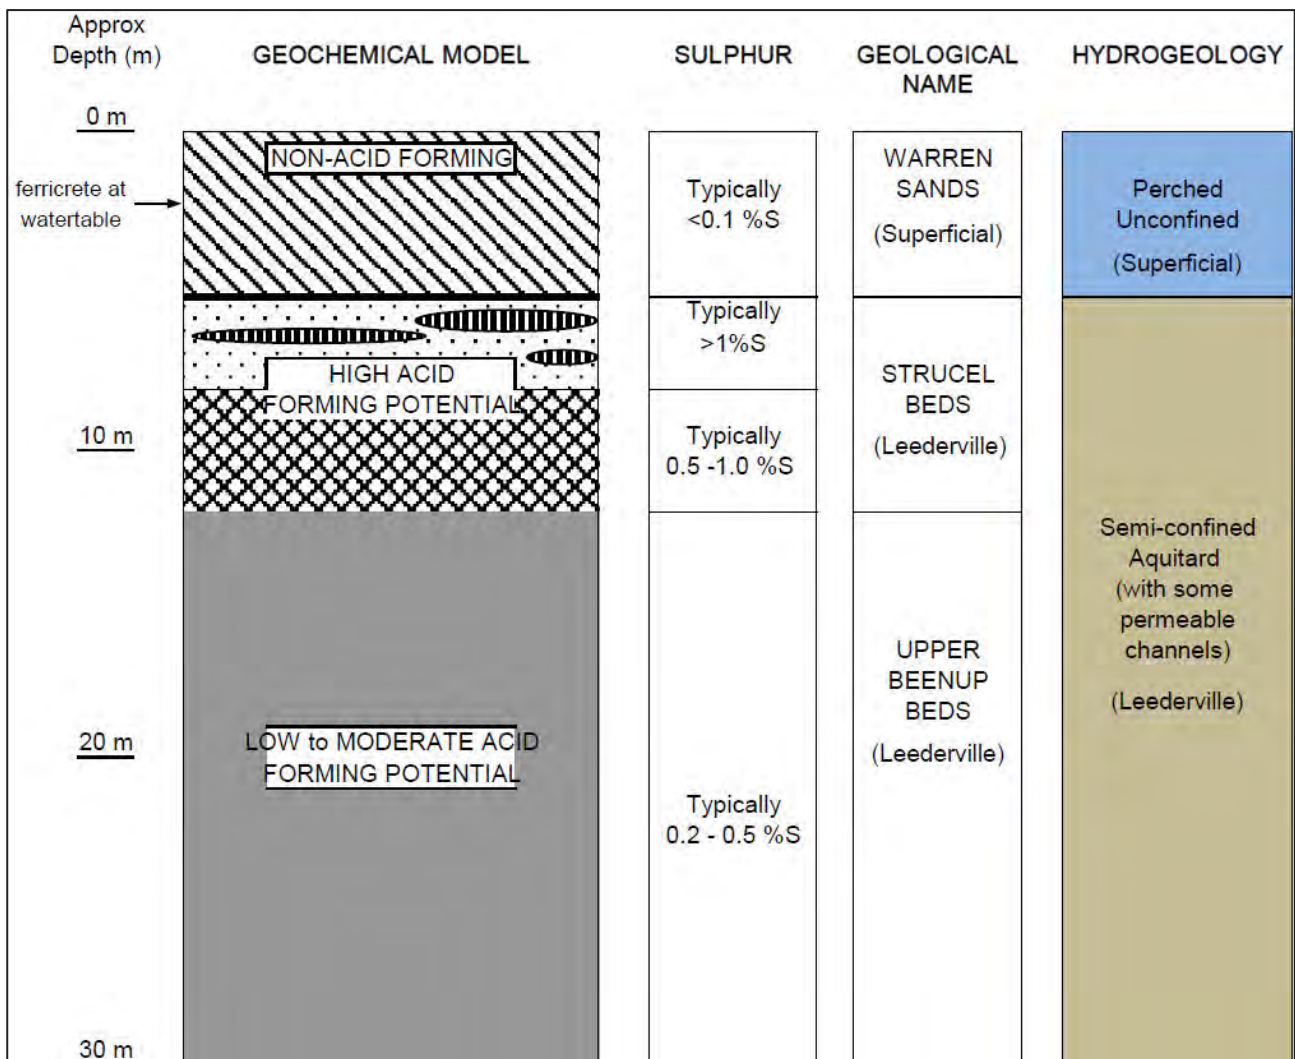 Approx
Depth (m)
GEOCHEMICAL MODEL
SULPHUR
GEOLOGICAL
NAME
HYDROGEOLOGY
0 m
ferricrete at
watertable
10 m
20 m
30 m
NON-ACID FORMING
HIGH ACID
FORMING POTENTIAL
LOW to MODERATE ACID
FORMING POTENTIAL
Typically
<0.1 %S
Typically
>1%S
Typically
0.5 -1.0 %S
Typically
0.2 - 0.5 %S
WARREN
SANDS
(Superficial)
STRUCEL
BEDS
(Leederville)
UPPER
BEENUP
BEDS
(Leederville)
Perched
Unconfined
(Superficial)
Semi-confined
Aquitard
(with some
permeable
channels)
(Leederville)